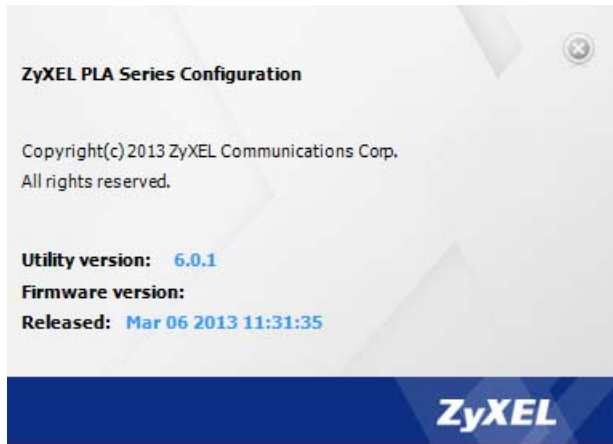 ZyXEL PLA Series Configuration
Copyright(c) 2013 ZyXEL Communications Corp.
All rights reserved.
Utility version: 6.0.1
Firmware version:
Released: Mar 06 2013 11:31:35
ZyXEL